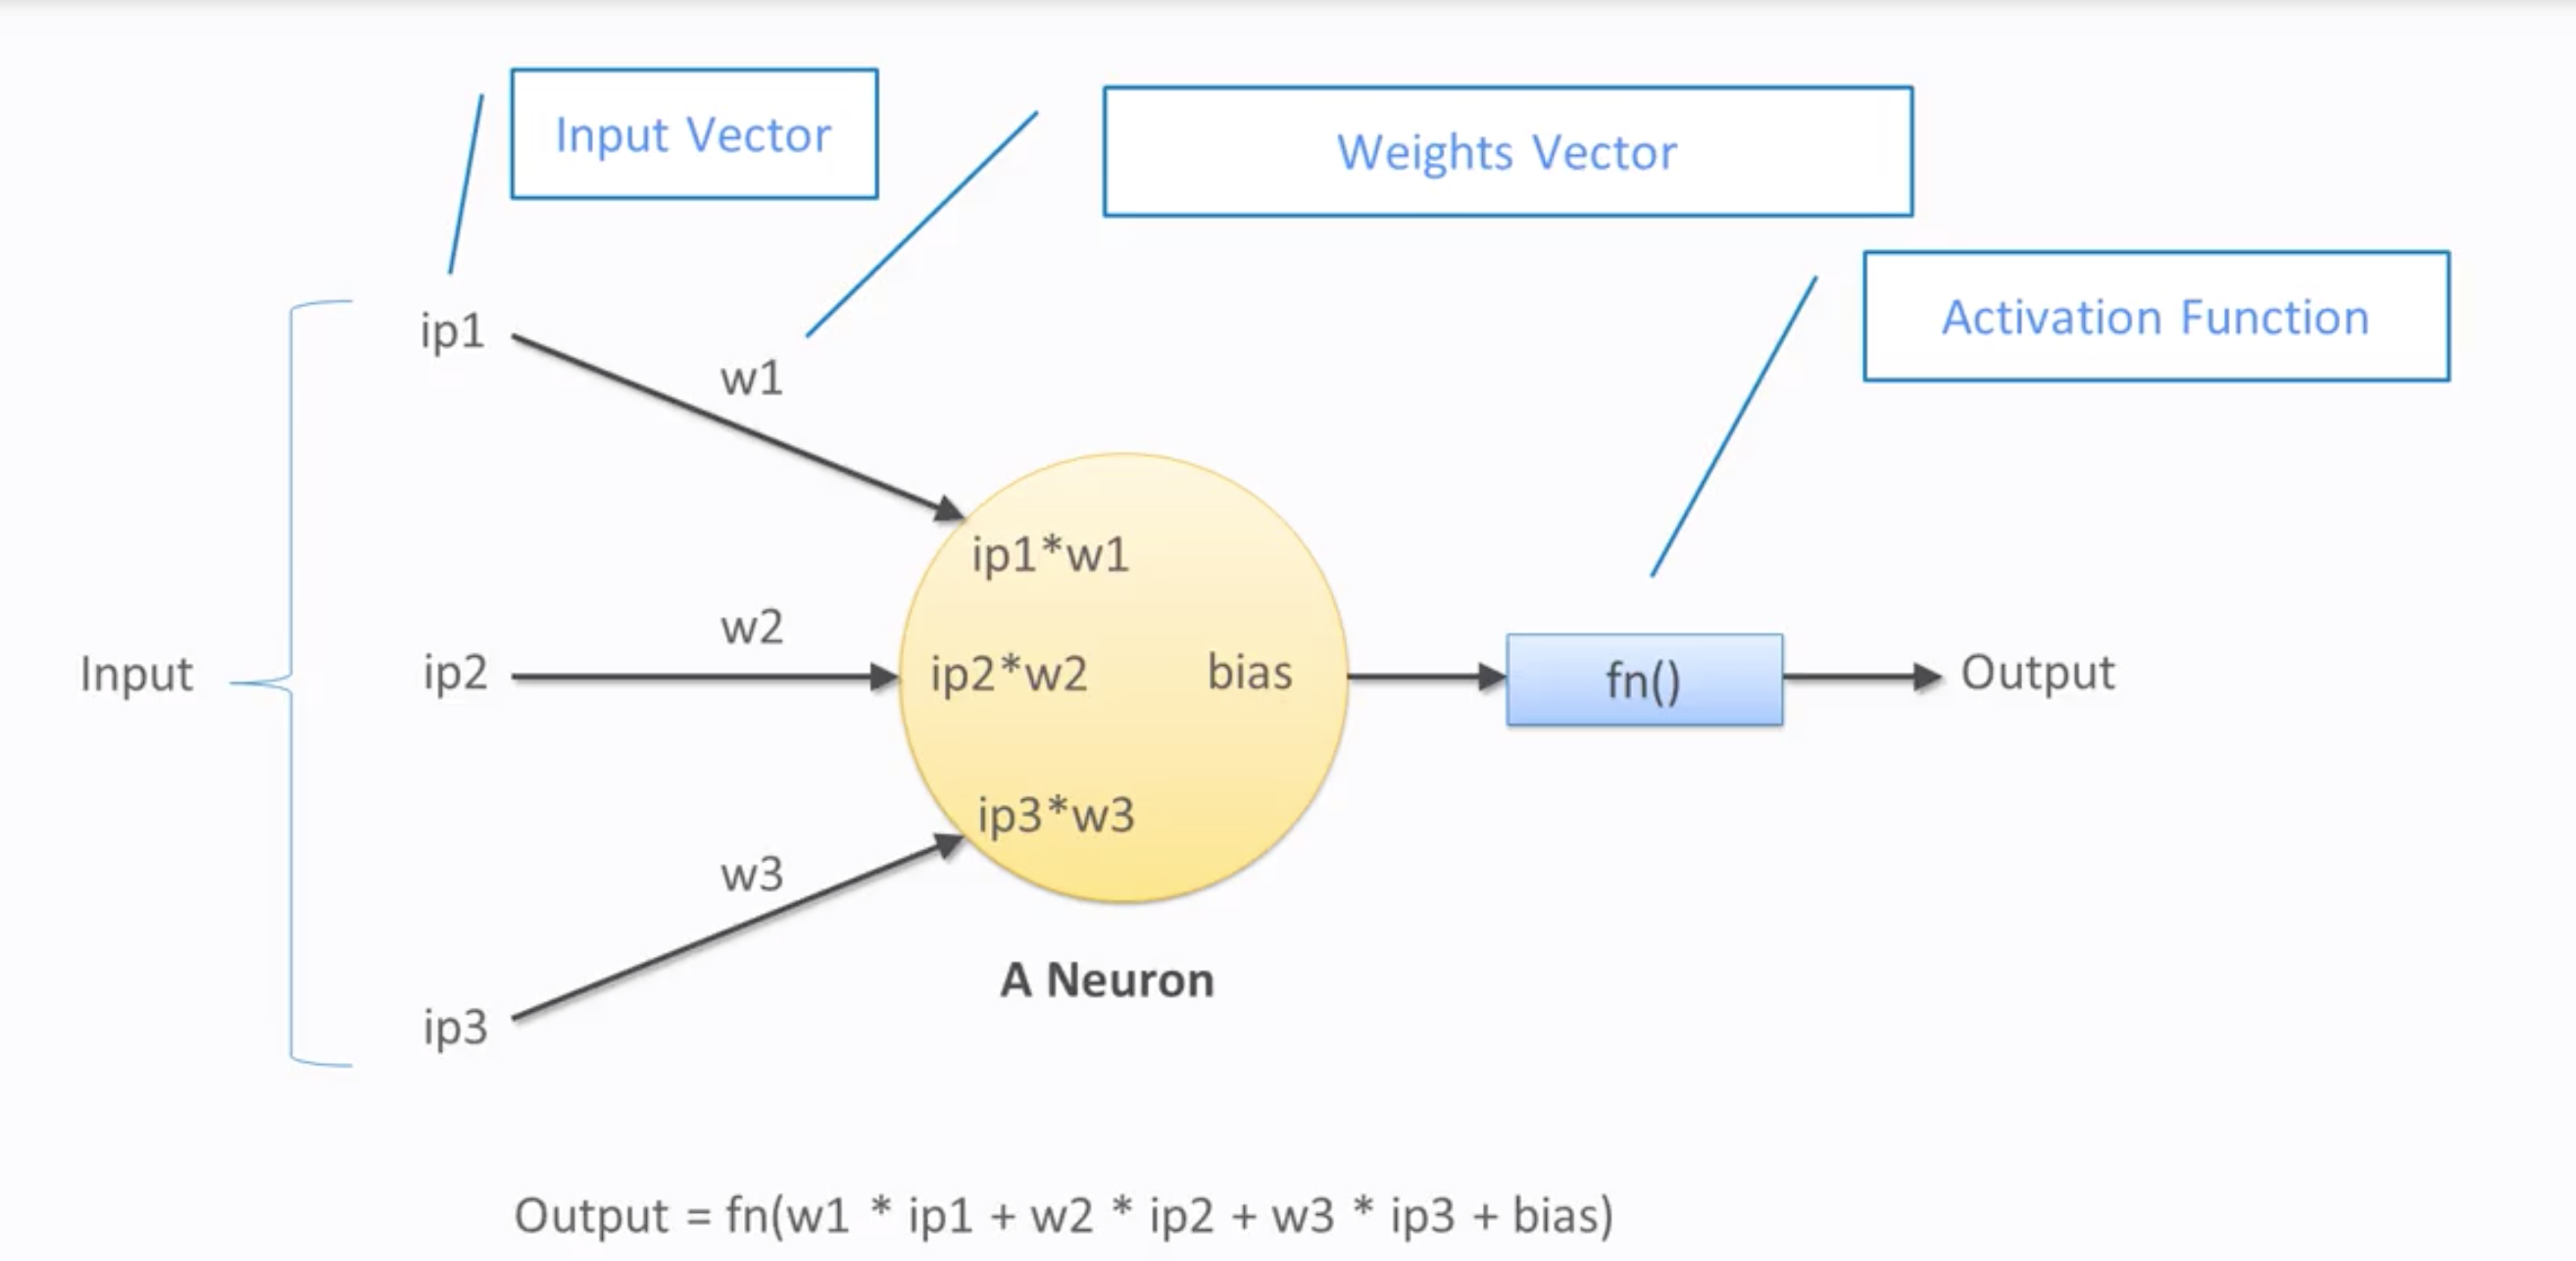 Input Vector
Weights Vector
Activation Function
ip1
w1
ip1*w1
w2
Input
ip2
ip2*w2
bias
fn()
Output
ip3*w3
w3
A Neuron
ip3
Output = fn(w1 * ip1 + w2 * ip2 + w3 * ip3 + bias)